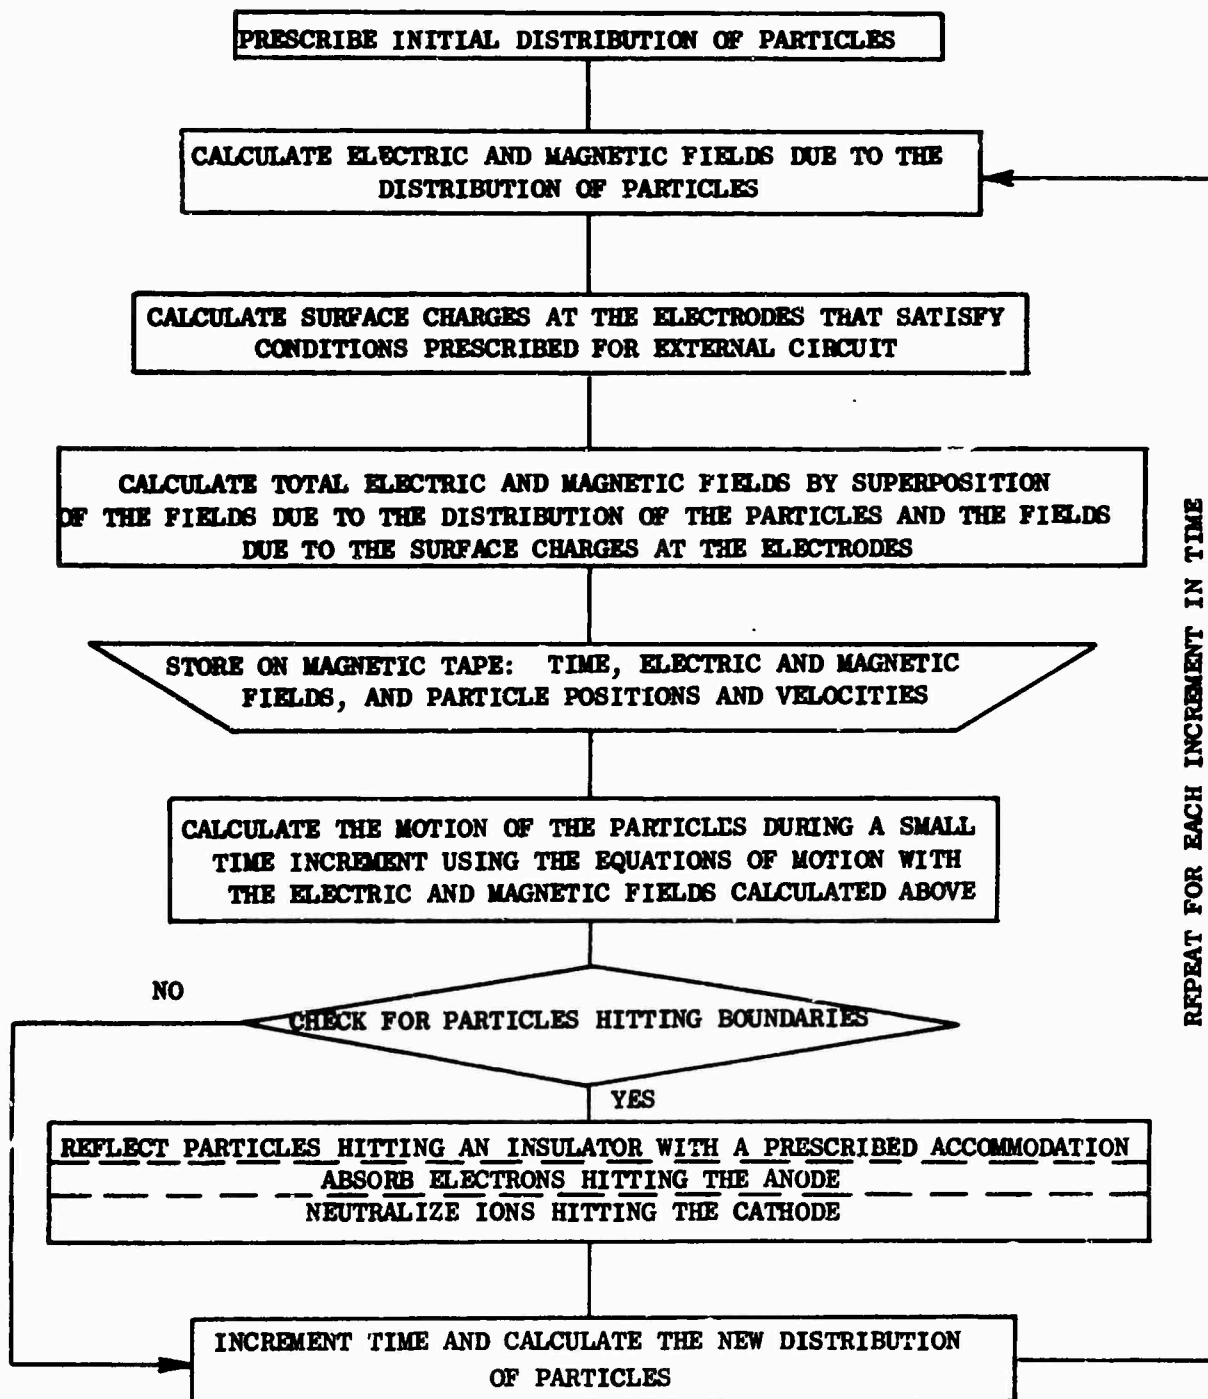 PRESCRIBE INITIAL DISTRIBUTION OF PARTICLES
CALCULATE ELECTRIC AND MAGNETIC FIELDS DUE TO THE
DISTRIBUTION OF PARTICLES
CALCULATE SURFACE CHARGES AT THE ELECTRODES THAT SATISFY
CONDITIONS PRESCRIBED FOR EXTERNAL CIRCUIT
CALCULATE TOTAL ELECTRIC AND MAGNETIC FIELDS BY SUPERPOSITION
OF THE FIELDS DUE TO THE DISTRIBUTION OF THE PARTICLES AND THE FIELDS
DUE TO THE SURFACE CHARGES AT THE ELECTRODES
STORE ON MAGNETIC TAPE: TIME, ELECTRIC AND MAGNETIC
FIELDS, AND PARTICLE POSITIONS AND VELOCITIES
CALCULATE THE MOTION OF THE PARTICLES DURING A SMALL
TIME INCREMENT USING THE EQUATIONS OF MOTION WITH
THE ELECTRIC AND MAGNETIC FIELDS CALCULATED ABOVE
NO
CHECK FOR PARTICLES HITTING BOUNDARIES
YES
REFLECT PARTICLES HITTING AN INSULATOR WITH A PRESCRIBED ACCOMMODATION
ABSORB ELECTRONS HITTING THE ANODE
NEUTRALIZE IONS HITTING THE CATHODE
INCREMENT TIME AND CALCULATE THE NEW DISTRIBUTION
OF PARTICLES
REPEAT FOR EACH INCREMENT IN TIME